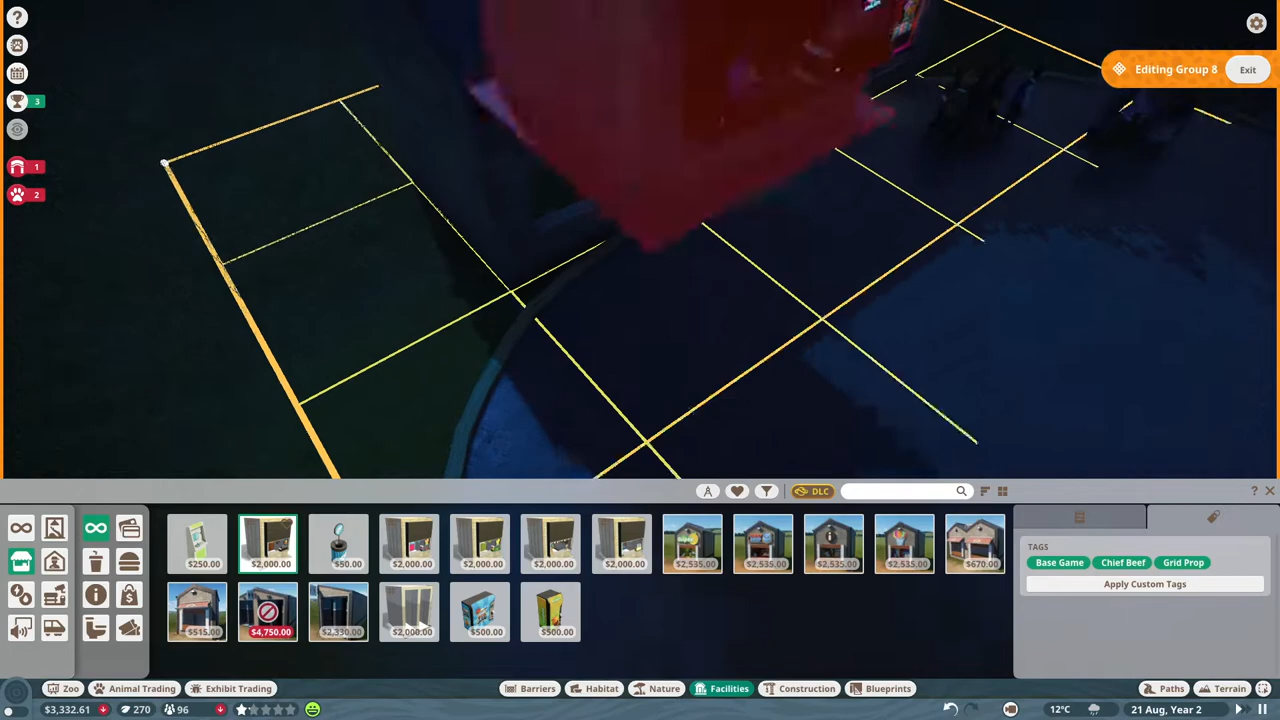 ?
Editing Group 8
Exit
3
1
2
DLC
?
$250.00
$2,000.00
$50.00
$2,000.00
$2,000.00
$2,000.00
$2,000.00
$2,535.00
$2,535.00
$2,535.00
$2,535.00
$670.00
$515.00
$4,750.00
$2,330.00
$2,000.00
$500.00
$500.00
TAGS
Base Game
Chief Beef
Grid Prop
Apply Custom Tags
Zoo
Animal Trading
Exhibit Trading
Barriers
Habitat
Nature
Facilities
Construction
Blueprints
Paths
Terrain
$3,332.61
270
96
12°C
21 Aug, Year 2